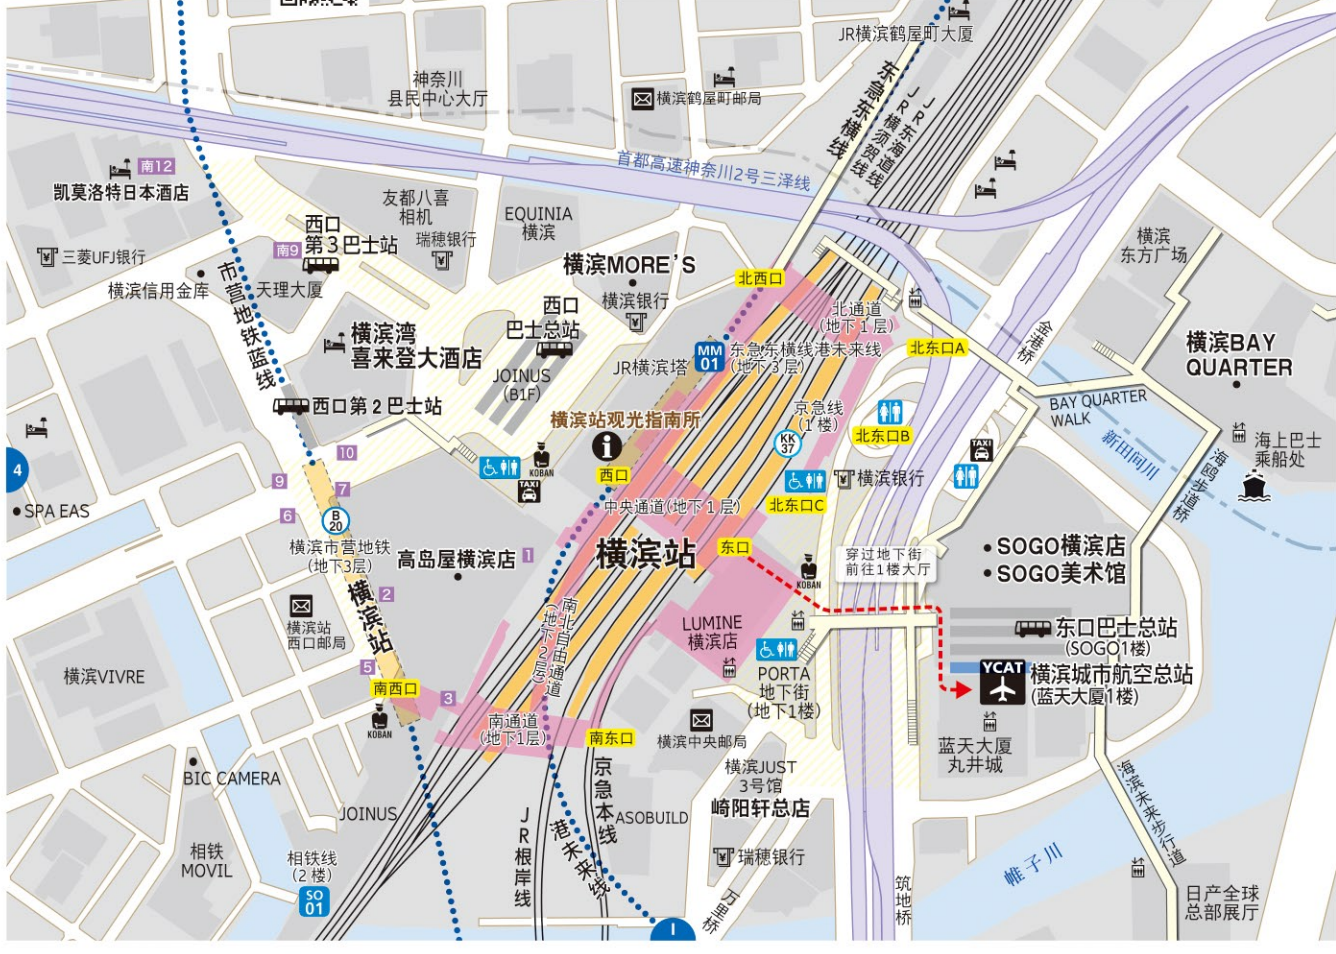 JR横滨鹤屋町大厦
神奈川
县民中心大厅
横滨鹤屋町邮局
东急东横线
JR横须贺线
JR东海道线
首都高速神奈川2号三泽线
南12
凯莫洛特日本酒店
友都八喜
相机
EQUINIA
横滨
西口
第3巴士站
南9
瑞穗银行
三菱UFJ银行
横滨信用金库
天理大厦
市营地铁蓝线
横滨MORE'S
横滨银行
北西口
横滨
东方广场
西口
巴士总站
北通道
(地下1层)
金港桥
横滨湾
喜来登大酒店
JOINUS
(B1F)
JR横滨塔
MM
01
东急东横线港未来线
(地下3层)
北东口A
横滨BAY
QUARTER
西口第2巴士站
横滨站观光指南所
i
京急线
(1楼)
KK
37
北东口B
BAY QUARTER
WALK
新田间川
海上巴士
乘船处
海鸥步道桥
4
SPA EAS
10
9
7
6
KOBAN
TAXI
西口
TAXI
北东口C
横滨银行
中央通道(地下1层)
B
20
横滨市营地铁
(地下3层)
横滨站
高岛屋横滨店
1
横滨站
东口
KOBAN
穿过地下街
前往1楼大厅
SOGO横滨店
SOGO美术馆
2
横滨站
西口邮局
南北自由通道
(地下2层)
LUMINE
横滨店
东口巴士总站
(SOGO1楼)
YCAT
横滨城市航空总站
(蓝天大厦1楼)
横滨VIVRE
5
南西口
3
KOBAN
PORTA
地下街
(地下1楼)
南通道
(地下1层)
南东口
横滨中央邮局
蓝天大厦
丸井城
BIC CAMERA
JOINUS
京急本线
横滨JUST
3号馆
崎阳轩总店
ASOBUILD
JR根岸线
港未来线
海滨未来步行道
相铁
MOVIL
相铁线
(2楼)
SO
01
瑞穗银行
万里桥
筑地桥
帷子川
日产全球
总部展厅
I